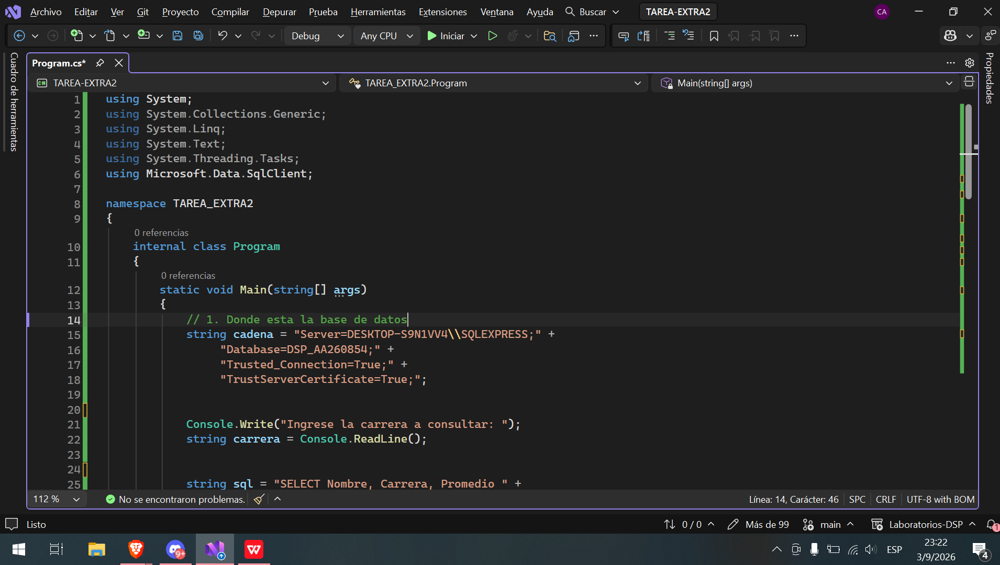 Archivo Editar Ver Git Proyecto Compilar Depurar Prueba Herramientas Extensiones Ventana Ayuda Buscar TAREA-EXTRA2 CA
Debug Any CPU Iniciar
Cuadro de herramientas
Program.cs*
Propiedades
TAREA-EXTRA2 TAREA_EXTRA2.Program Main(string[] args)
1 using System;
2 using System.Collections.Generic;
3 using System.Linq;
4 using System.Text;
5 using System.Threading.Tasks;
6 using Microsoft.Data.SqlClient;
7
8 namespace TAREA_EXTRA2
9 {
0 referencias
10 internal class Program
11 {
0 referencias
12 static void Main(string[] args)
13 {
14 // 1. Donde esta la base de datos
15 string cadena = "Server=DESKTOP-S9N1VV4\\SQLEXPRESS;" +
16 "Database=DSP_AA260854;" +
17 "Trusted_Connection=True;" +
18 "TrustServerCertificate=True;";
19
20
21 Console.Write("Ingrese la carrera a consultar: ");
22 string carrera = Console.ReadLine();
23
24
25 string sql = "SELECT Nombre, Carrera, Promedio " +
112 % No se encontraron problemas. Línea: 14, Carácter: 46 SPC CRLF UTF-8 with BOM
Listo 0 / 0 Más de 99 main Laboratorios-DSP 1
9+ W ESP 23:22
3/9/2026 4